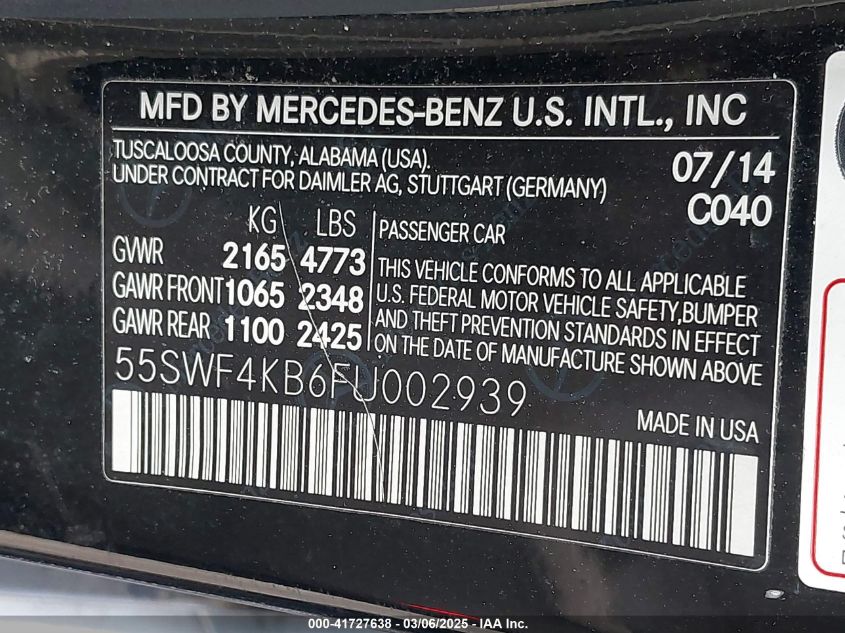 MFD BY MERCEDES-BENZ U.S. INTL., INC
TUSCALOOSA COUNTY, ALABAMA (USA).
UNDER CONTRACT FOR DAIMLER AG, STUTTGART (GERMANY)
07/14
C040
KG LBS
GVWR 2165 4773
GAWR FRONT 1065 2348
GAWR REAR 1100 2425
PASSENGER CAR
THIS VEHICLE CONFORMS TO ALL APPLICABLE
U.S. FEDERAL MOTOR VEHICLE SAFETY, BUMPER
AND THEFT PREVENTION STANDARDS IN EFFECT
ON THE DATE OF MANUFACTURE SHOWN ABOVE
55SWF4KB6FU002939
MADE IN USA
000-41727638 - 03/06/2025 - IAA Inc.